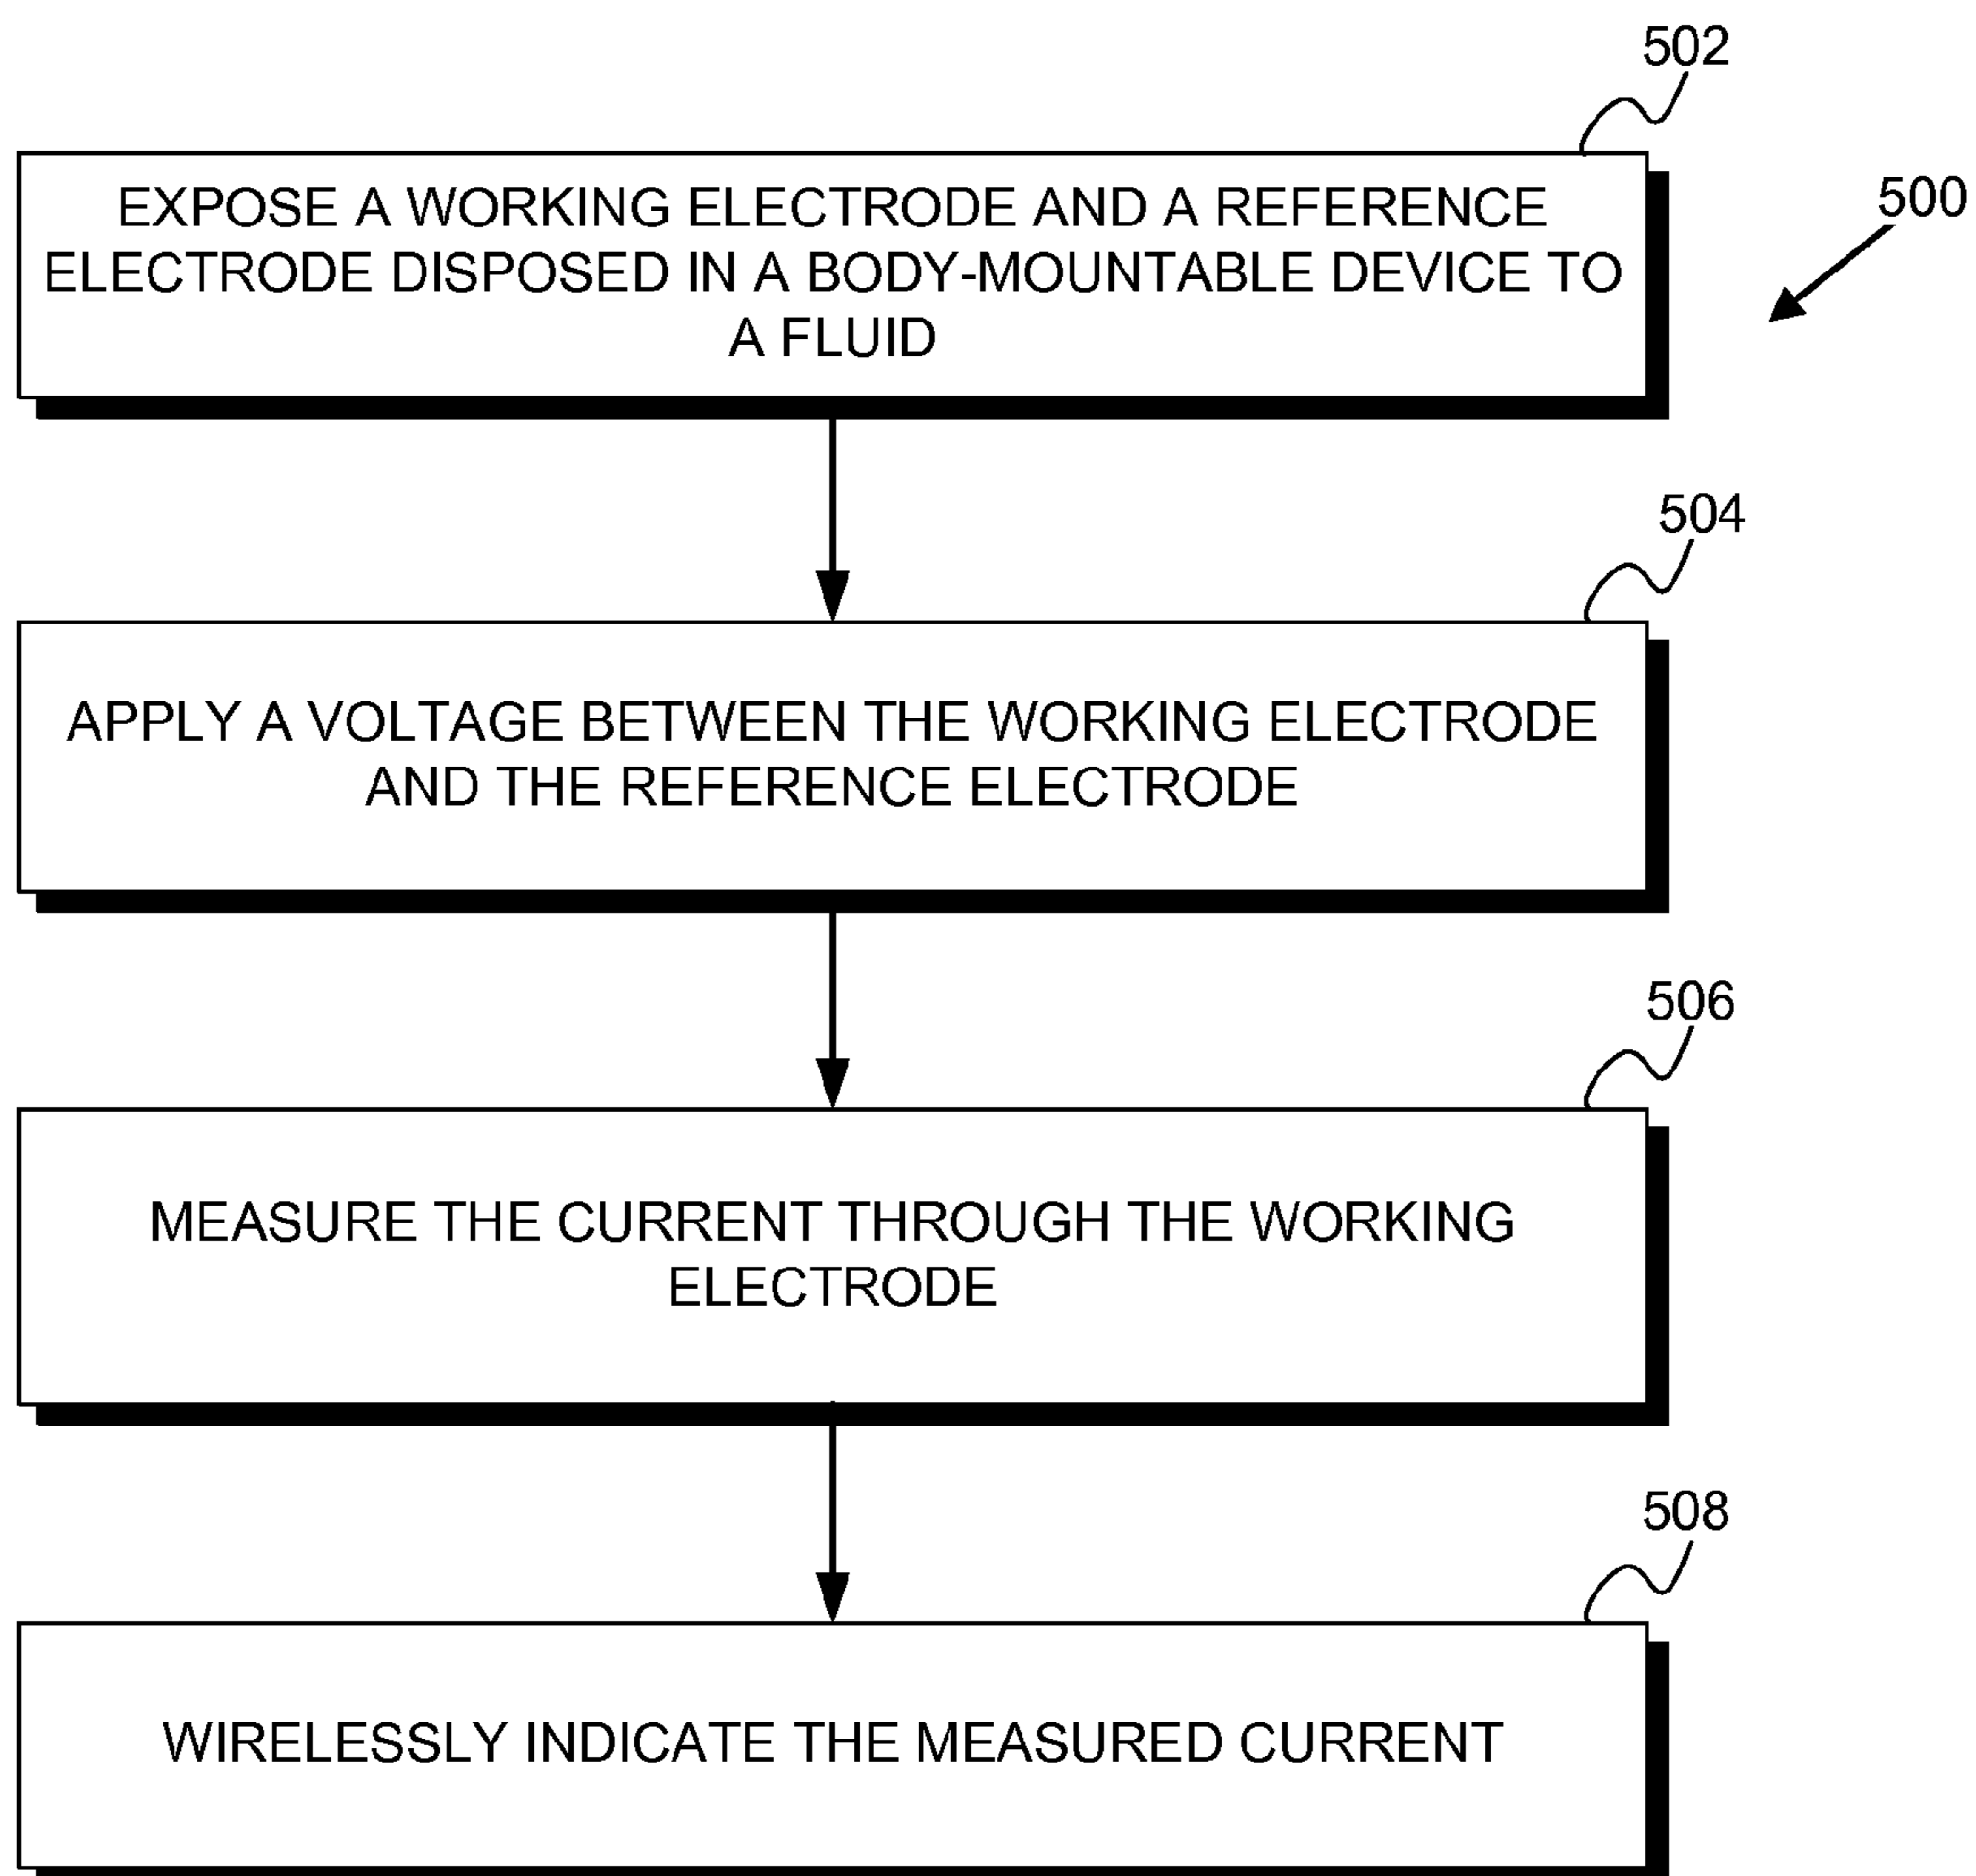 502
EXPOSE A WORKING ELECTRODE AND A REFERENCE
ELECTRODE DISPOSED IN A BODY-MOUNTABLE DEVICE TO
A FLUID
500
504
APPLY A VOLTAGE BETWEEN THE WORKING ELECTRODE
AND THE REFERENCE ELECTRODE
506
MEASURE THE CURRENT THROUGH THE WORKING
ELECTRODE
508
WIRELESSLY INDICATE THE MEASURED CURRENT